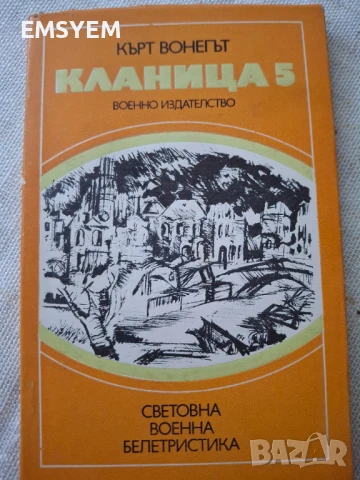 EMSYEM
КЪРТ ВОНЕГЪТ
КЛАНИЦА 5
ВОЕННО ИЗДАТЕЛСТВО
СВЕТОВНА
ВОЕННА
БЕЛЕТРИСТИКА
BAZAR